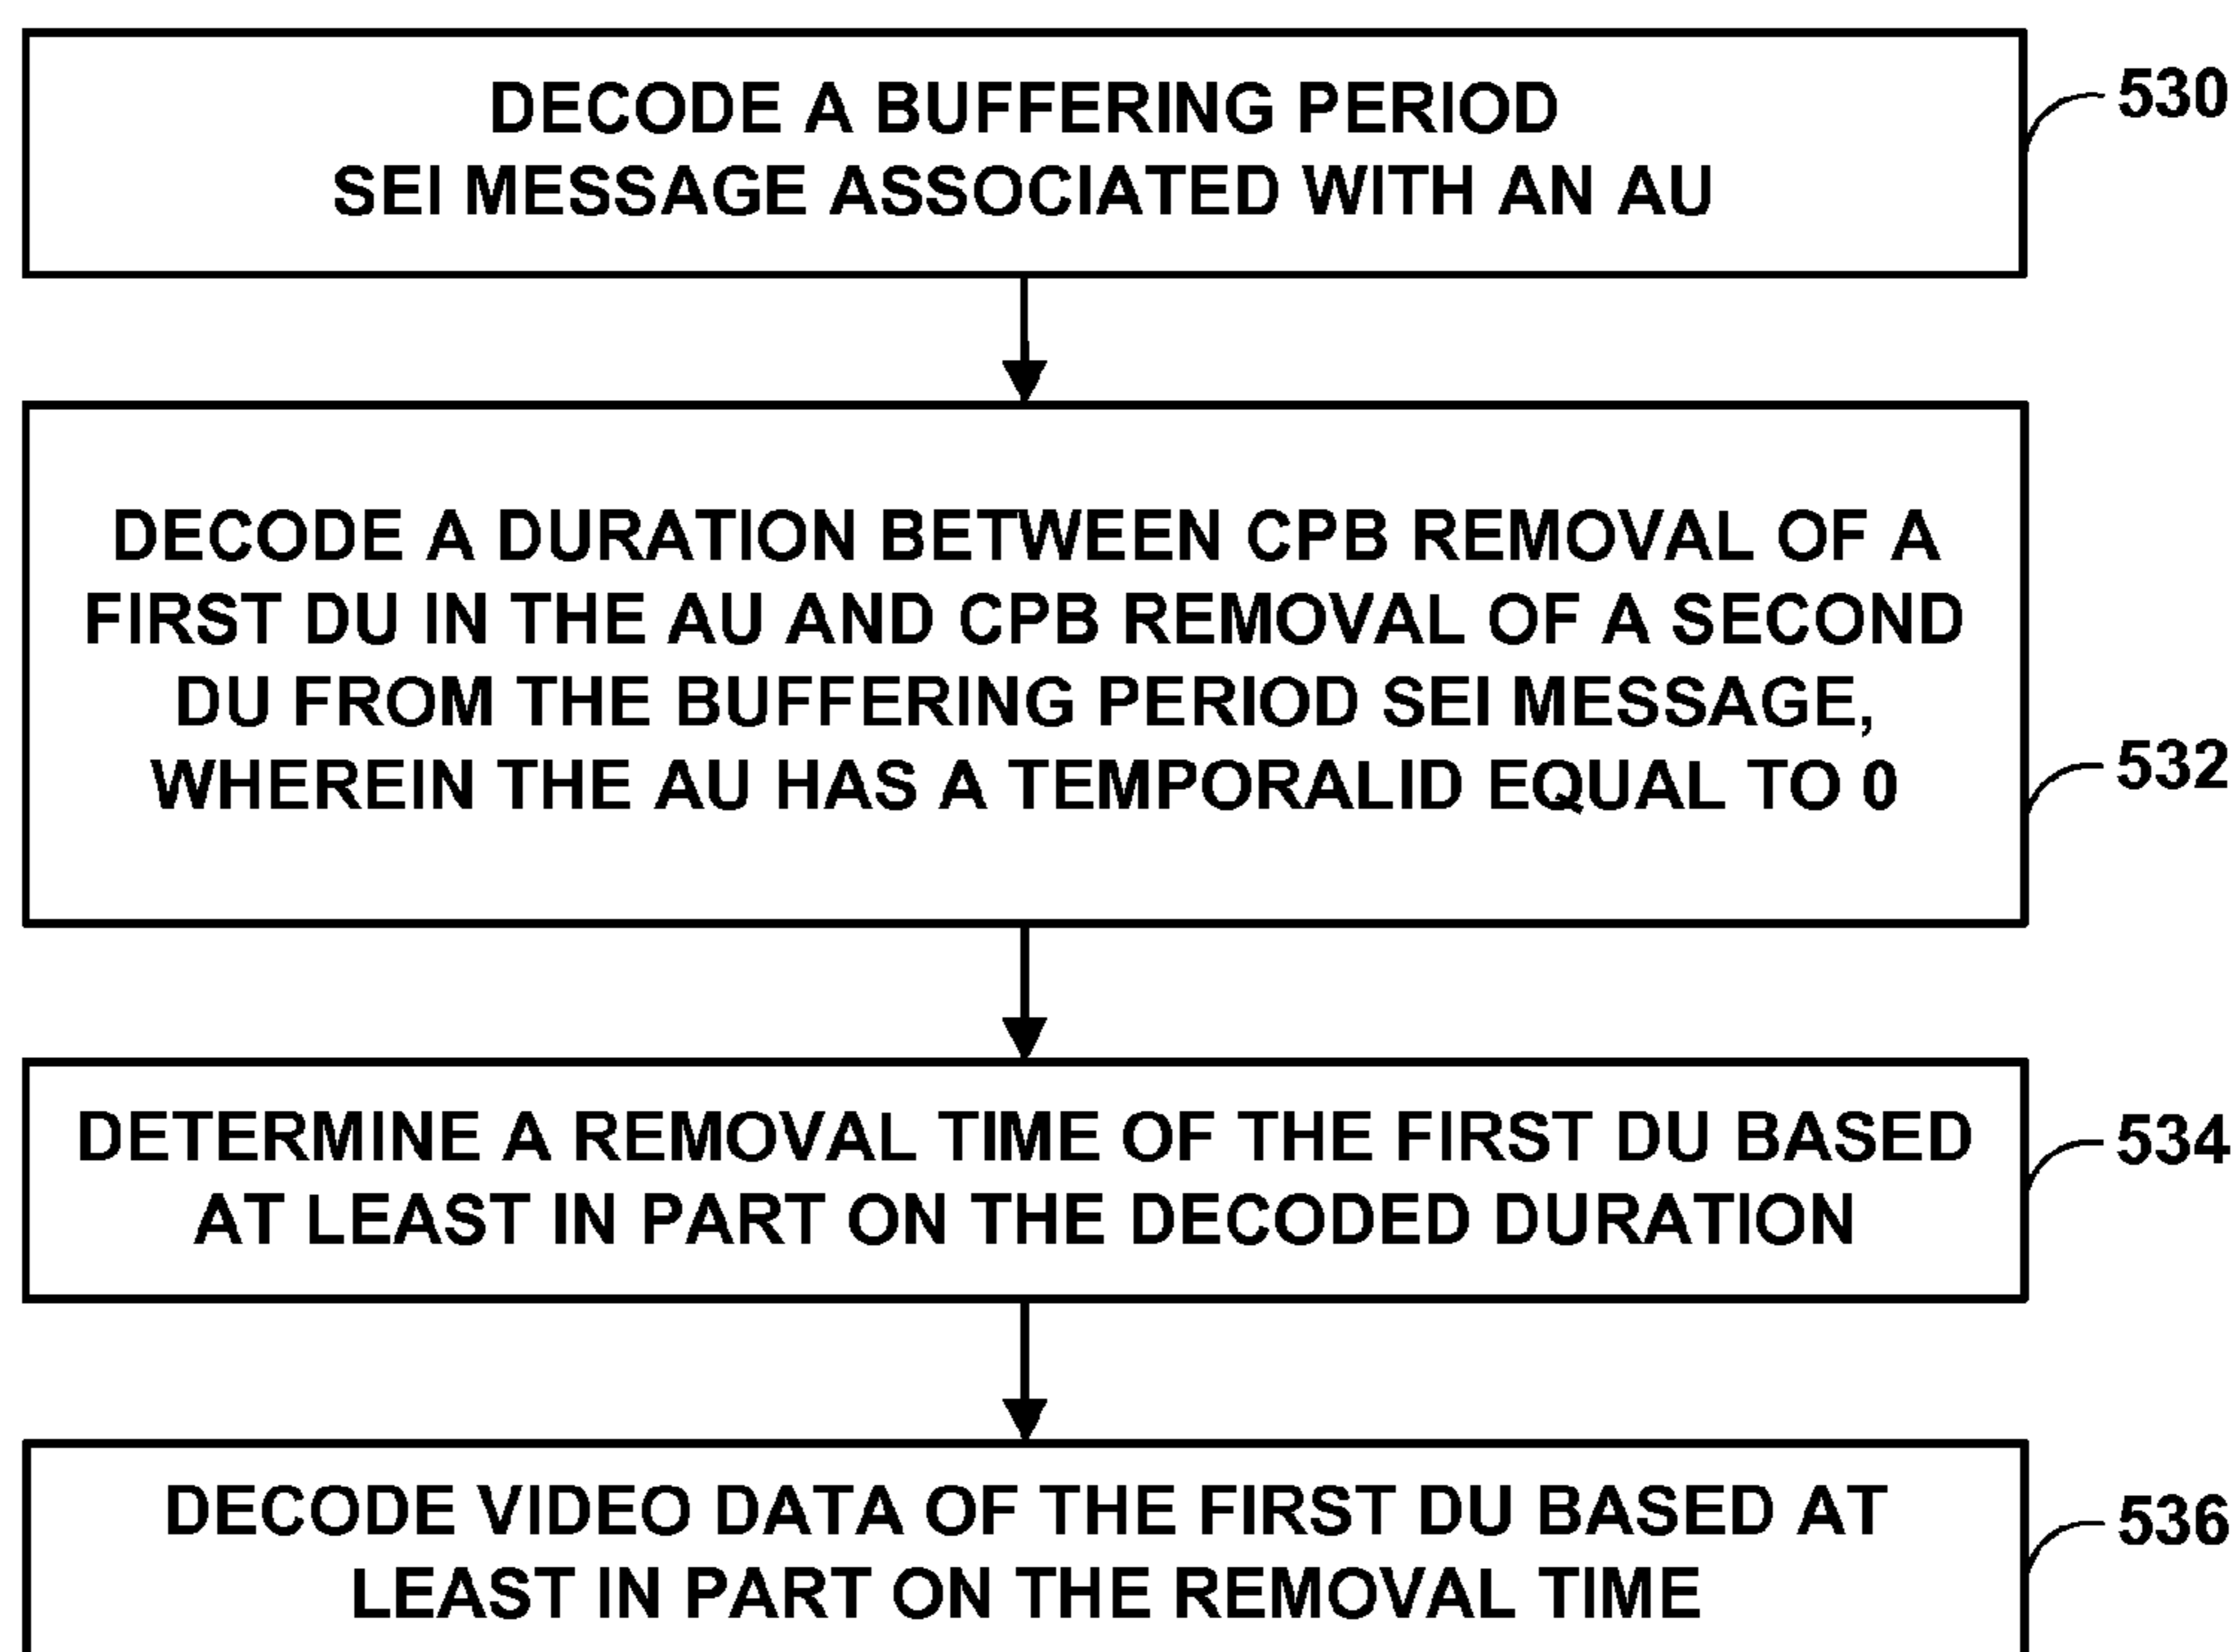 DECODE A BUFFERING PERIOD
SEI MESSAGE ASSOCIATED WITH AN AU
530
DECODE A DURATION BETWEEN CPB REMOVAL OF A
FIRST DU IN THE AU AND CPB REMOVAL OF A SECOND
DU FROM THE BUFFERING PERIOD SEI MESSAGE,
WHEREIN THE AU HAS A TEMPORALID EQUAL TO 0
532
DETERMINE A REMOVAL TIME OF THE FIRST DU BASED
AT LEAST IN PART ON THE DECODED DURATION
534
DECODE VIDEO DATA OF THE FIRST DU BASED AT
LEAST IN PART ON THE REMOVAL TIME
536